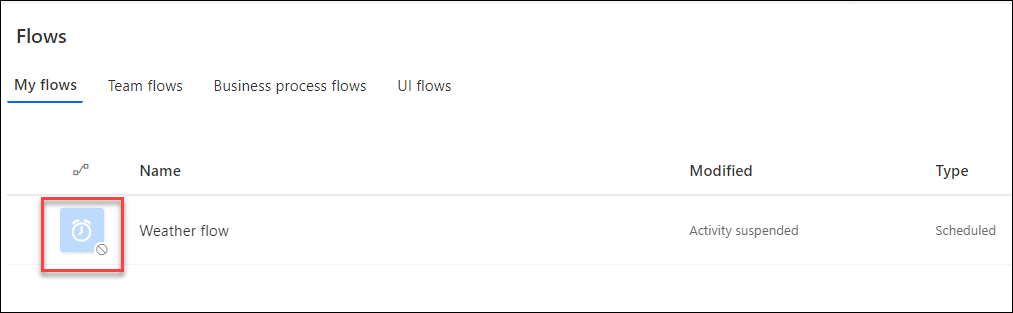 Flows
My flows Team flows Business process flows UI flows
Name Modified Type
Weather flow Activity suspended Scheduled